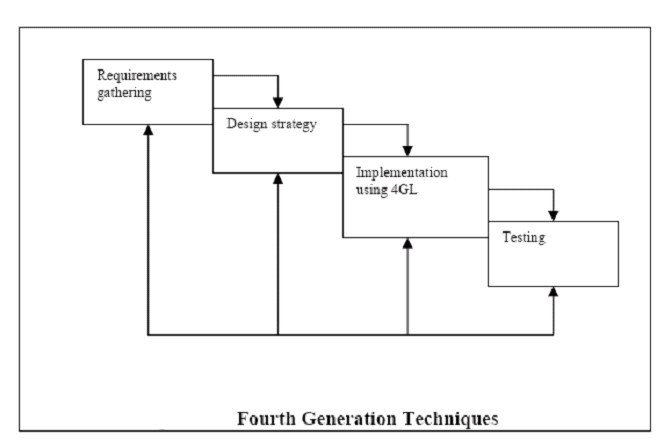 Requirements
gathering
Design strategy
Implementation
using 4GL
Testing
Fourth Generation Techniques